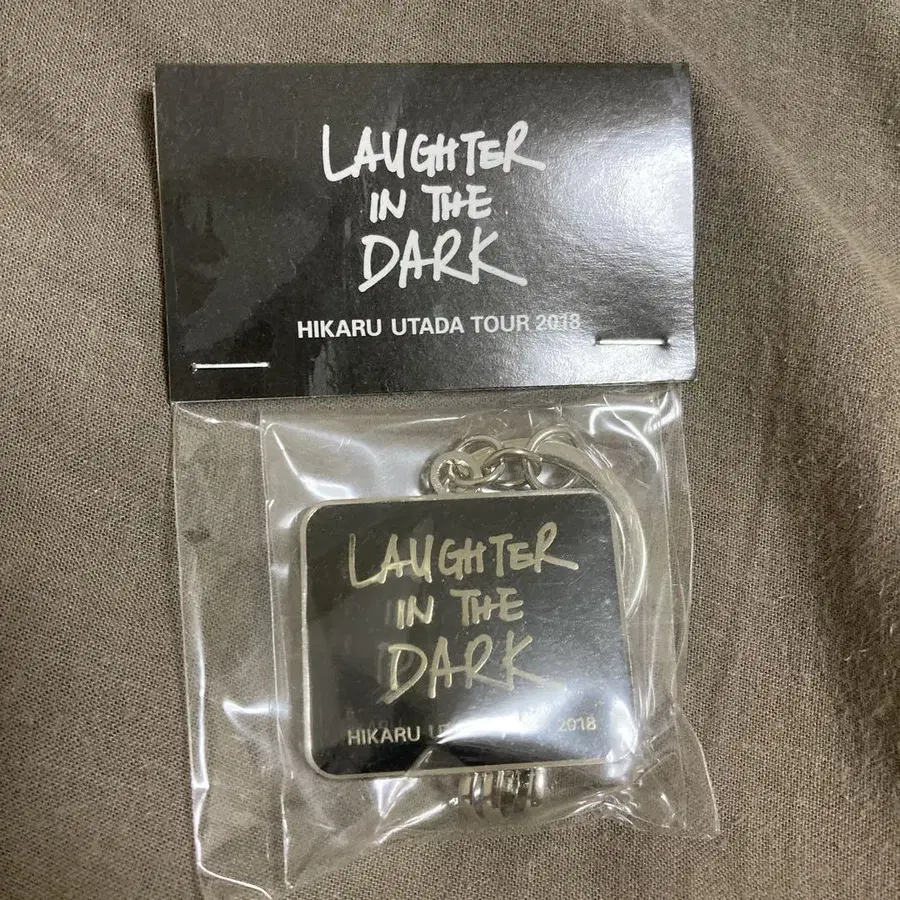 LAUGHTER
IN THE
DARK
HIKARU UTADA TOUR 2018
LAUGHTER
IN THE
DARK
HIKARU 2018